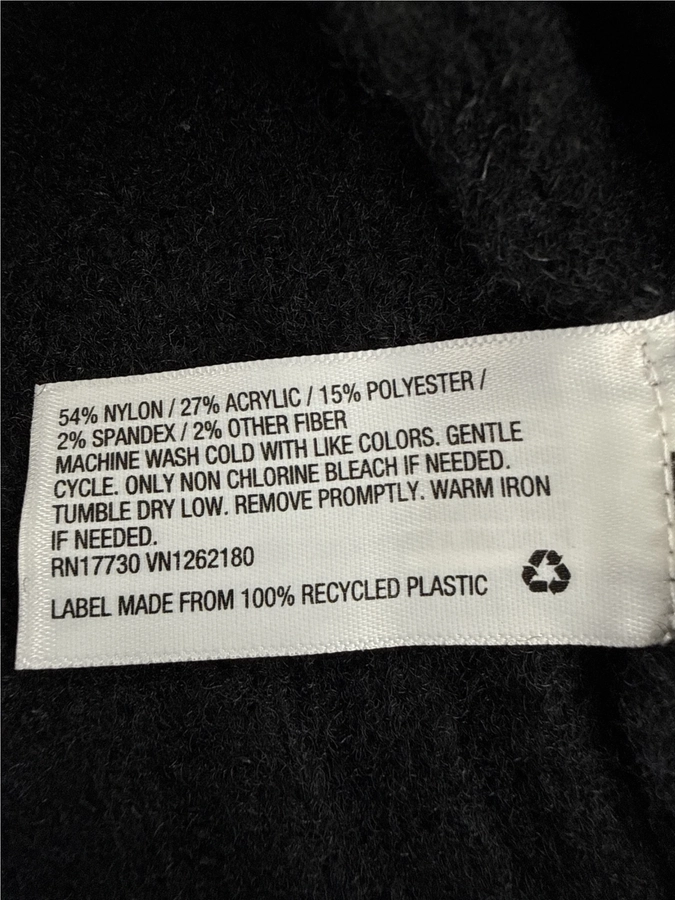 54% NYLON / 27% ACRYLIC / 15% POLYESTER /
2% SPANDEX / 2% OTHER FIBER
MACHINE WASH COLD WITH LIKE COLORS. GENTLE
CYCLE. ONLY NON CHLORINE BLEACH IF NEEDED.
TUMBLE DRY LOW. REMOVE PROMPTLY. WARM IRON
IF NEEDED.
RN17730 VN1262180
LABEL MADE FROM 100% RECYCLED PLASTIC